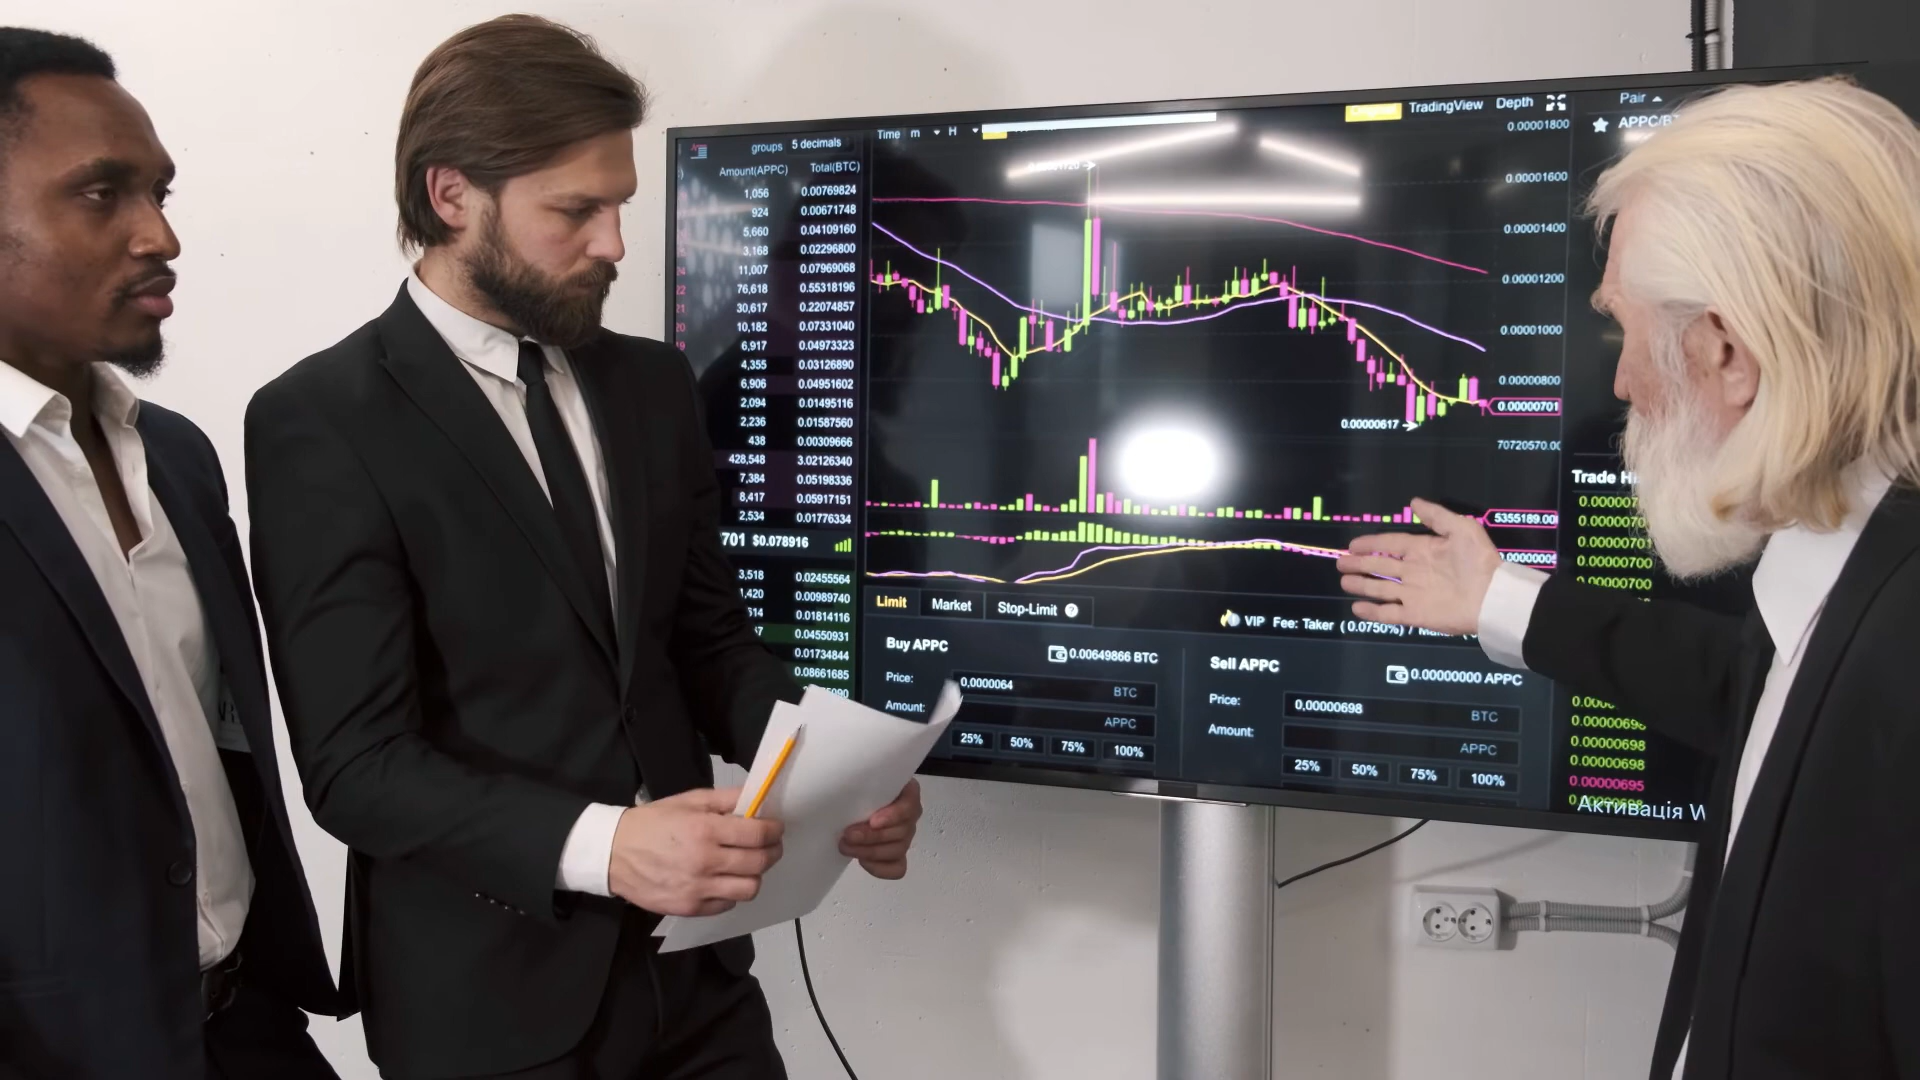 groups 5 decimals
Amount(APPC) Total(BTC)
1,056 0.00769824
924 0.00671748
5,660 0.04109160
3,168 0.02296800
11,007 0.07969068
76,618 0.55318196
30,617 0.22074857
10,182 0.07331040
6,917 0.04973323
4,355 0.03126890
6,906 0.04951602
2,094 0.01495116
2,236 0.01587560
438 0.00309666
428,548 3.02126340
7,384 0.05198336
8,417 0.05917151
2,534 0.01776334
701 $0.078916
3,518 0.02455564
,420 0.00989740
514 0.01814116
0.04550931
0.01734844
0.08661685
Time m H
TradingView Depth
0.00001800
0.00001600
0.00001400
0.00001200
0.00001000
0.00000800
0.00000701
0.00000617
70720570.00
5355189.00
Limit Market Stop-Limit ?
VIP Fee: Taker (0.0750%) /
Buy APPC 0.00649866 BTC
Price: 0,0000064 BTC
Amount: APPC
25% 50% 75% 100%
Sell APPC 0.00000000 APPC
Price: 0,00000698 BTC
Amount: APPC
25% 50% 75% 100%
Pair
APPC/B
Trade Hi
0.0000070
0.0000070
0.00000701
0.00000700
0.00000700
0.00000698
0.00000698
0.00000698
0.00000695
Активація W